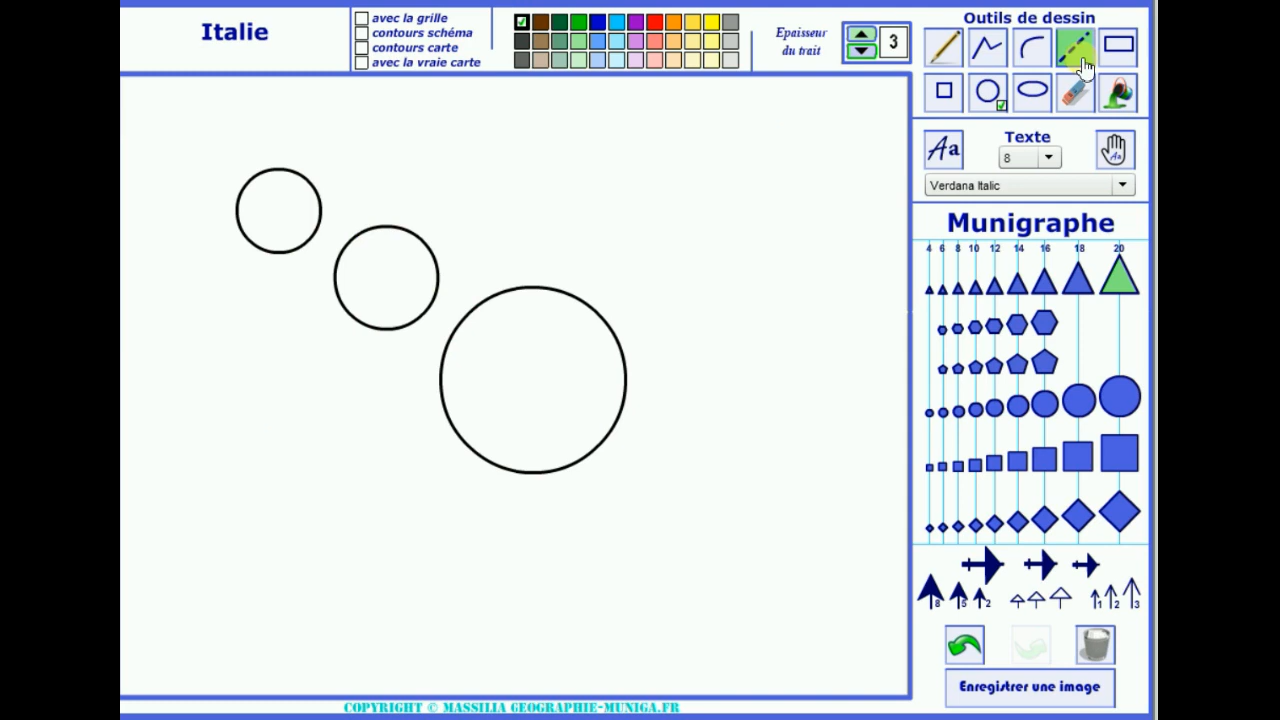 Italie
avec la grille
contours schéma
contours carte
avec la vraie carte
Epaisseur
du trait
3
Outils de dessin
Aa
Texte
8
Aa
Verdana Italic
Munigraphe
4 6 8 10 12 14 16 18 20
8 5 2 1 2 3
Enregistrer une image
COPYRIGHT © MASSILIA GEOGRAPHIE-MUNIGA.FR